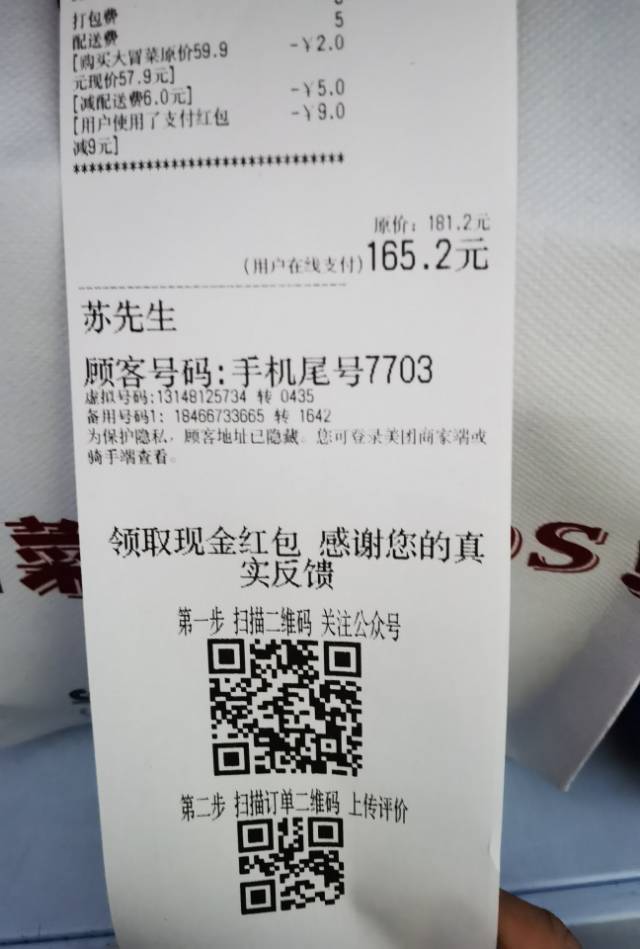 打包费
5
配送费
[购买大冒菜原价59.9元现价57.9元]
-¥2.0
[减配送费6.0元]
-¥5.0
[用户使用了支付红包减9元]
-¥9.0
********************************
原价: 181.2元
(用户在线支付)165.2元
苏先生
顾客号码:手机尾号7703
虚拟号码:13148125734 转 0435
备用号码1: 18466733665 转 1642
为保护隐私，顾客地址已隐藏。您可登录美团商家端或
骑手端查看。
领取现金红包 感谢您的真
实反馈
第一步 扫描二维码 关注公众号
第二步 扫描订单二维码 上传评价
菜